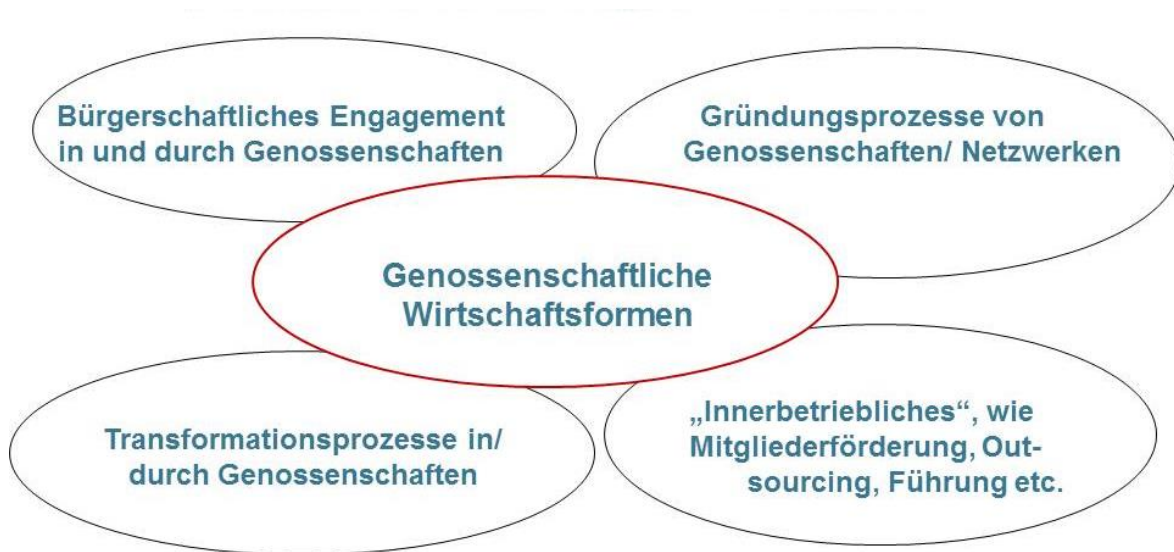 Bürgerschaftliches Engagement
in und durch Genossenschaften
Gründungsprozesse von
Genossenschaften/ Netzwerken
Genossenschaftliche
Wirtschaftsformen
Transformationsprozesse in/
durch Genossenschaften
„Innerbetriebliches“, wie
Mitgliederförderung, Out-
sourcing, Führung etc.